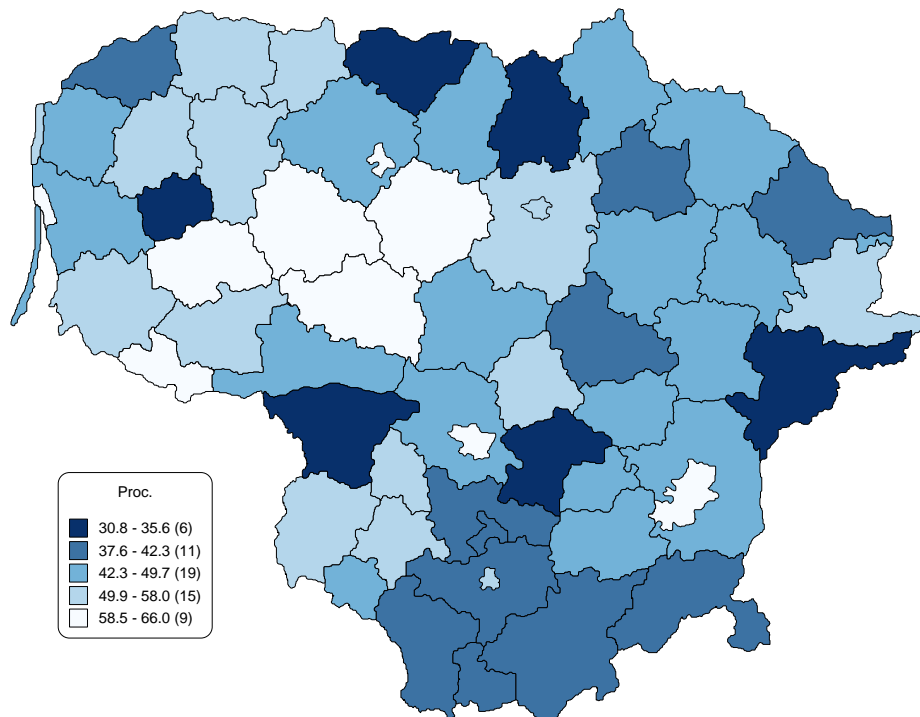 Proc.
30.8 - 35.6 (6)
37.6 - 42.3 (11)
42.3 - 49.7 (19)
49.9 - 58.0 (15)
58.5 - 66.0 (9)